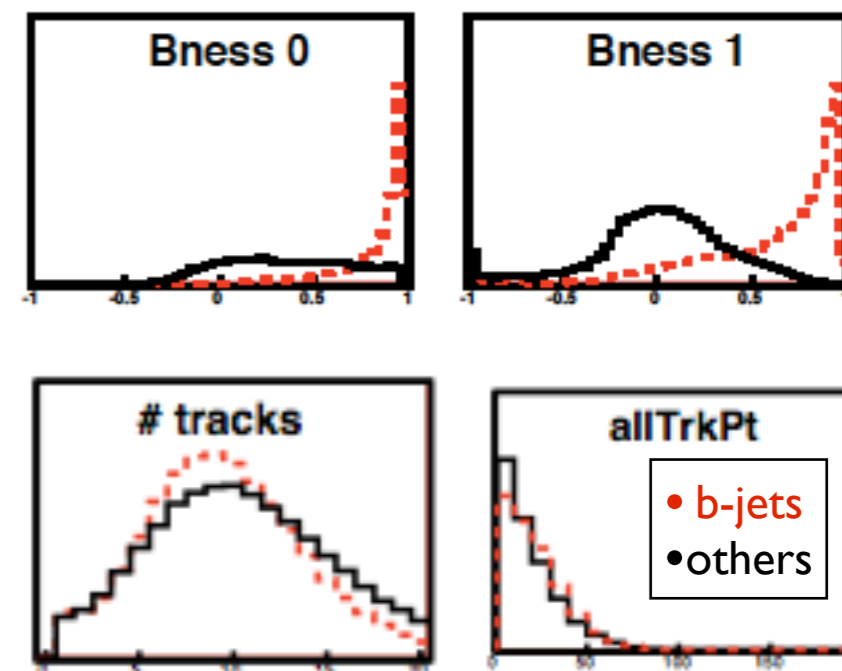 Bness 0
Bness 1
-1 -0.5 0 0.5 1
-1 -0.5 0 0.5
# tracks
allTrkPt
• b-jets
•others
0 50 100 150